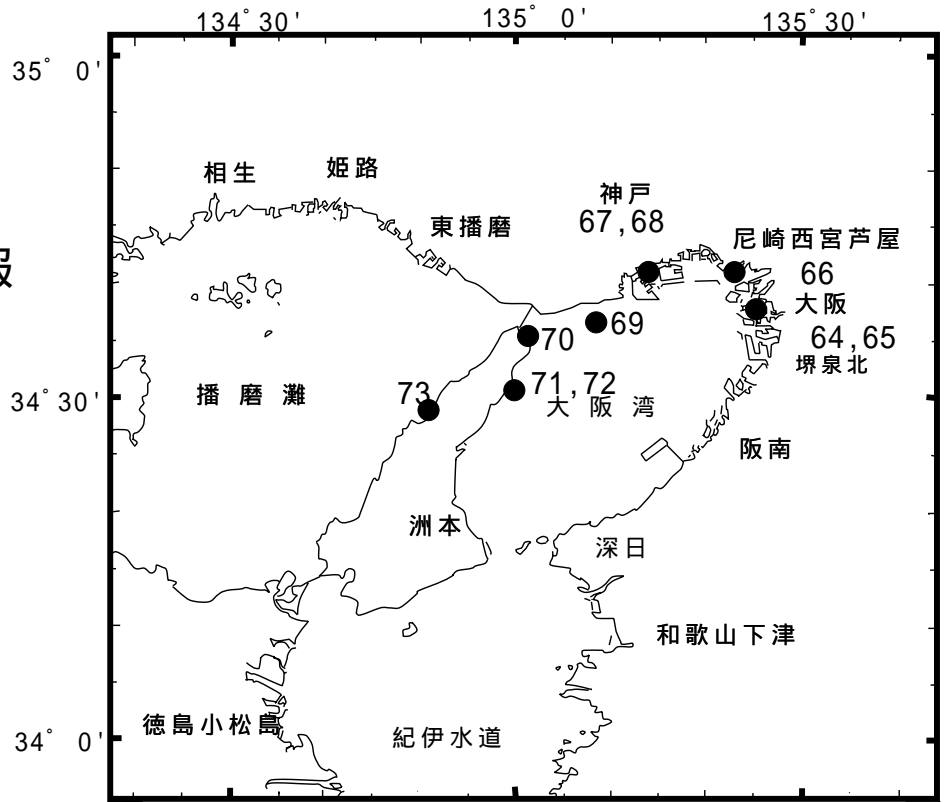 134°30'
135° 0'
135°30'
35° 0'
相生
姫路
神戸
67,68
東播磨
尼崎西宮芦屋
報
66
大阪
69
64,65
70
堺泉北
71,72
73
34°30'
播磨灘
大阪湾
阪南
洲本
深日
和歌山下津
徳島小松島
紀伊水道
34° 0'